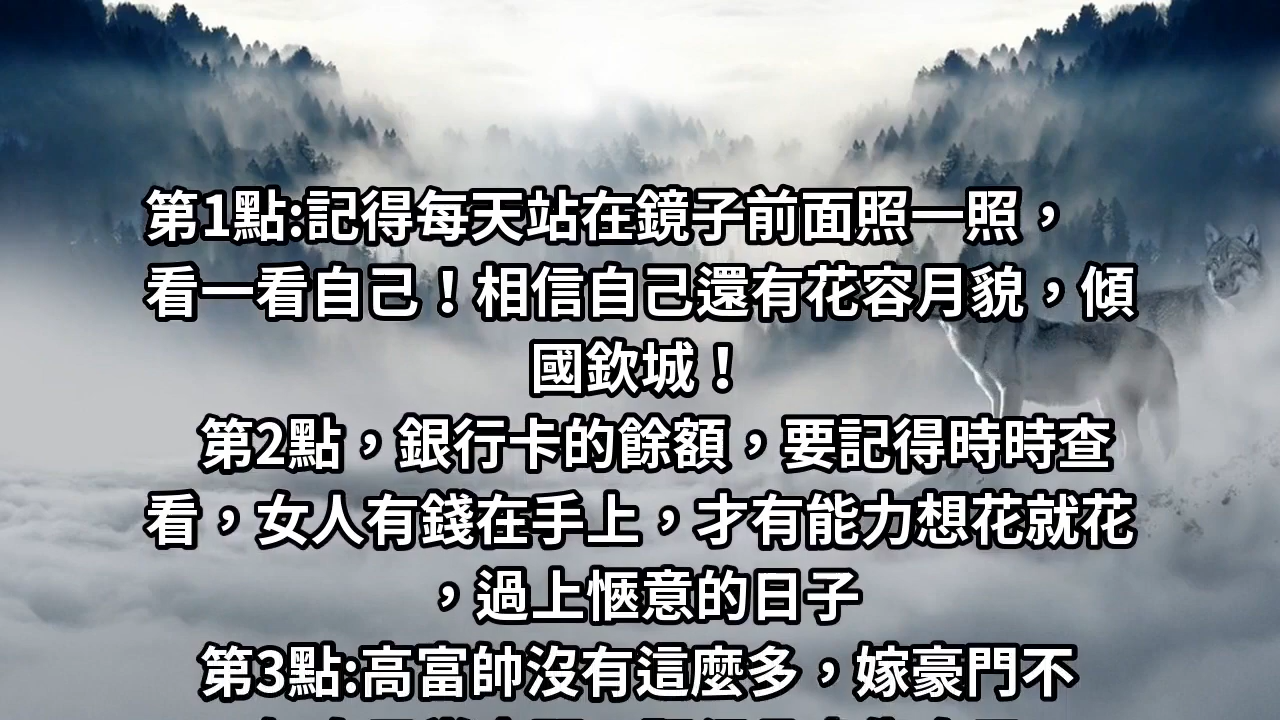 第1點:記得每天站在鏡子前面照一照，
看一看自己！相信自己還有花容月貌，傾
國欽城！
第2點，銀行卡的餘額，要記得時時查
看，女人有錢在手上，才有能力想花就花
，過上愜意的日子
第3點:高富帥沒有這麼多，嫁豪門不